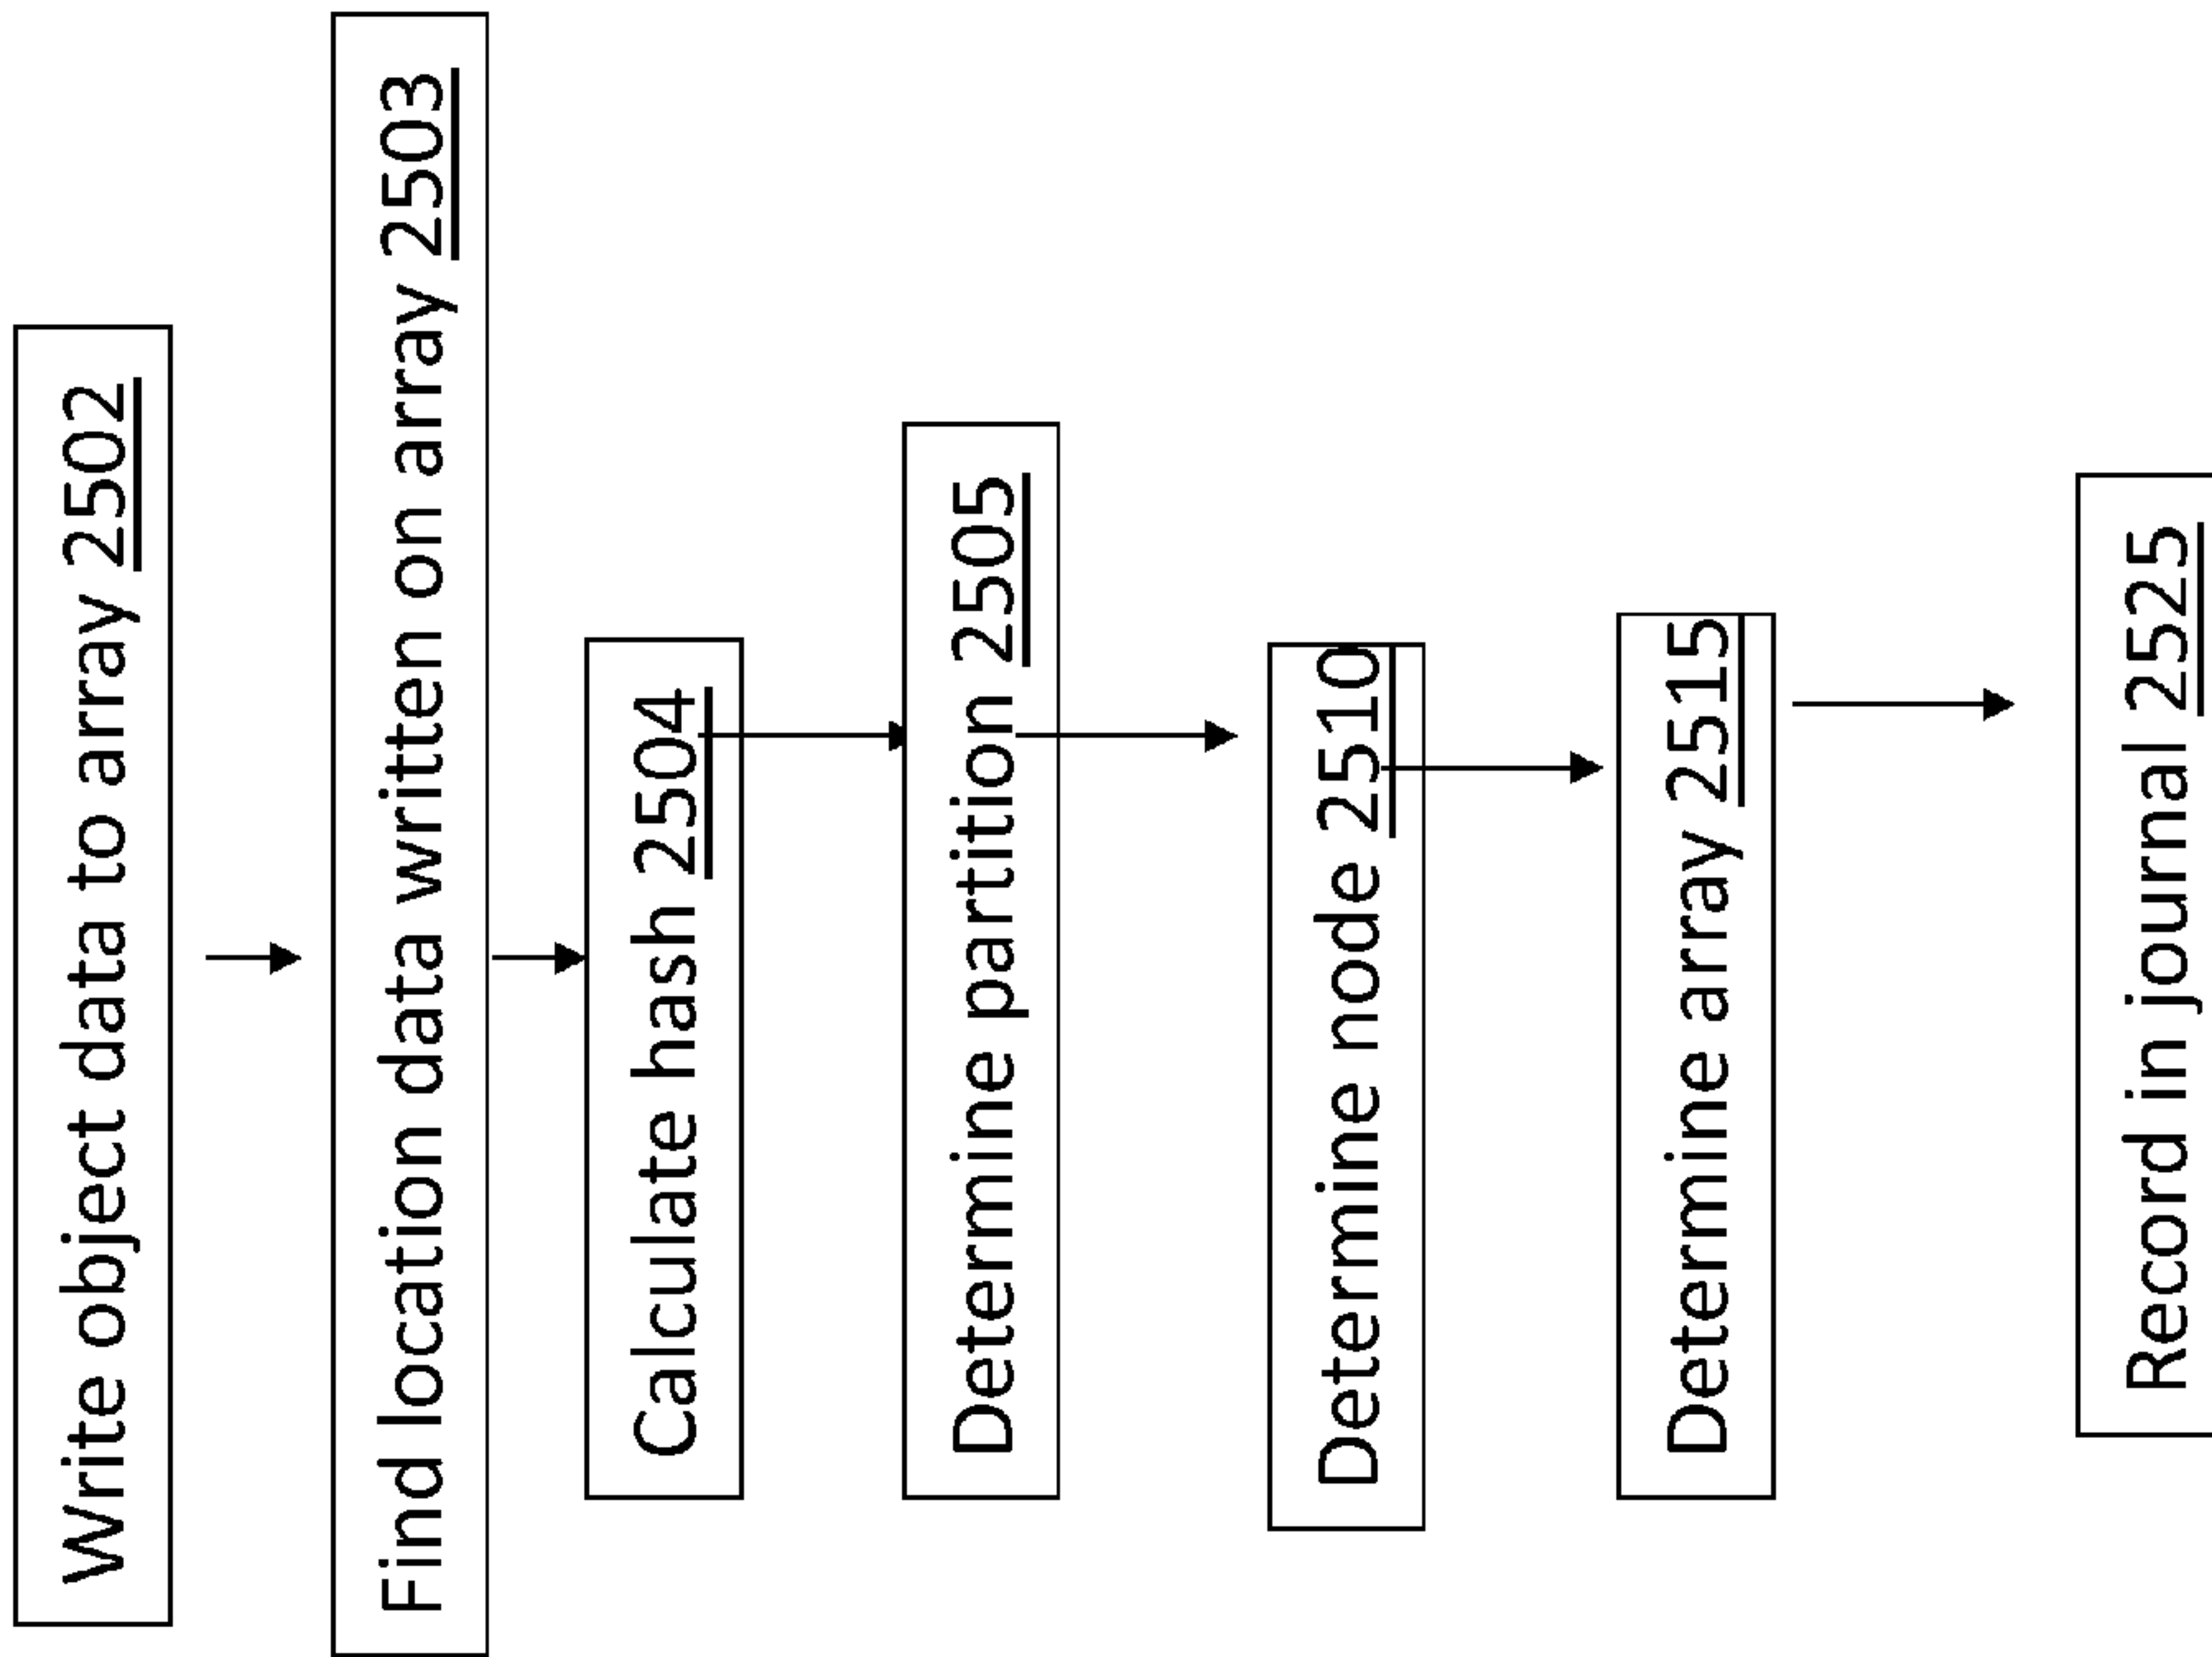 Write object data to array 2502
Find location data written on array 2503
Calculate hash 2504
Determine partition 2505
Determine node 2510
Determine array 2515
Record in journal 2525